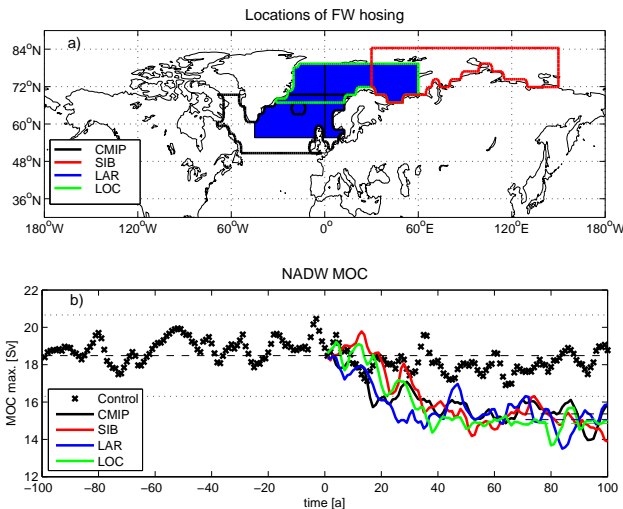 Locations of FW hosing
a)
84°N
72°N
60°N
48°N
36°N
CMIP
SIB
LAR
LOC
180°W 120°W 60°W 0° 60°E 120°E 180°W
NADW MOC
b)
MOC max. [Sv]
22
20
18
16
14
12
Control
CMIP
SIB
LAR
LOC
−100 −80 −60 −40 −20 0 20 40 60 80 100
time [a]